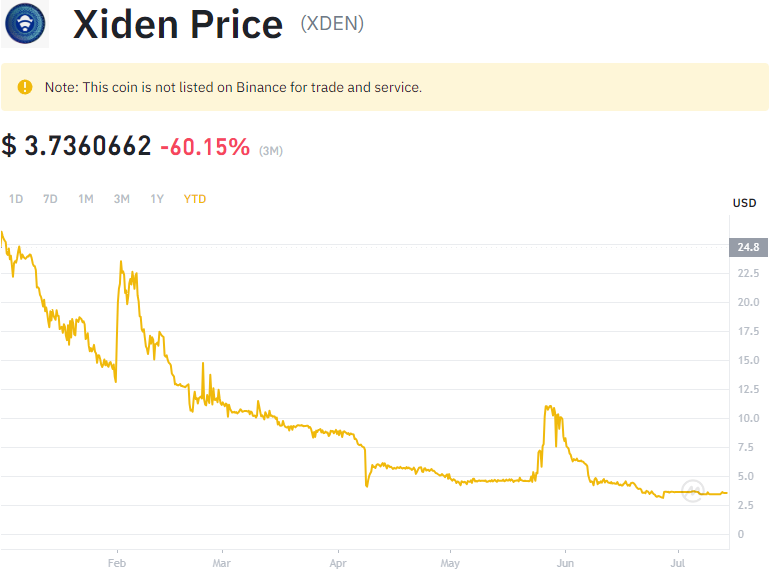 Xiden Price (XDEN)
Note: This coin is not listed on Binance for trade and service.
$ 3.7360662 -60.15% (3M)
1D 7D 1M 3M 1Y YTD
USD
24.8
22.5
20.0
17.5
15.0
12.5
10.0
7.5
5.0
2.5
0
Feb Mar Apr May Jun Jul